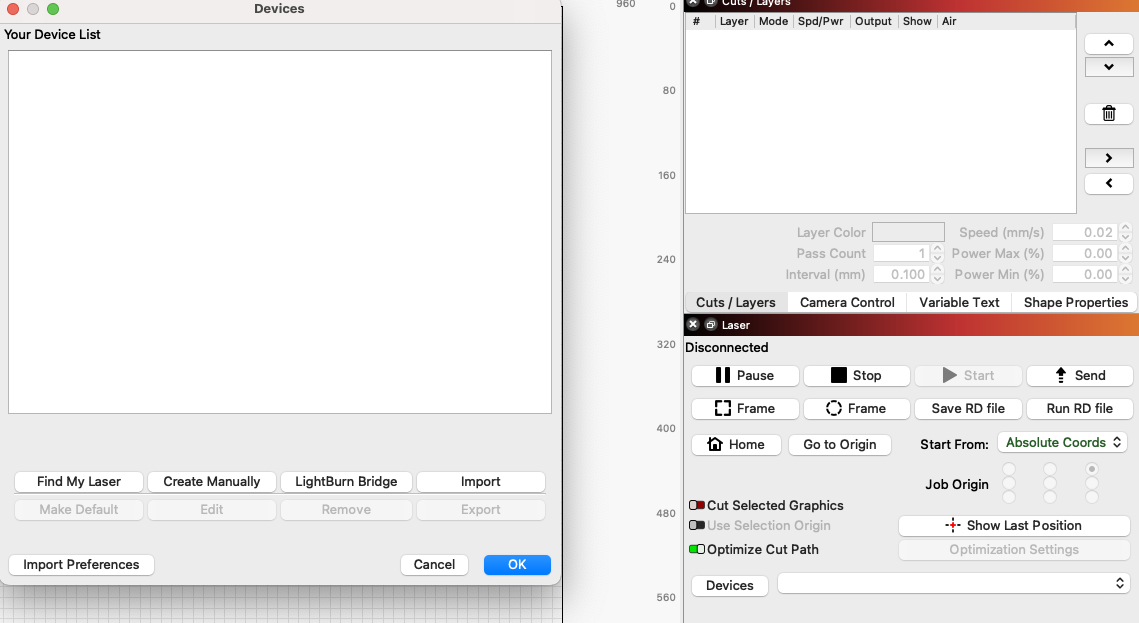 Devices
Your Device List
Find My Laser Create Manually LightBurn Bridge Import
Make Default Edit Remove Export
Import Preferences Cancel OK
960
0
80
160
240
320
400
480
560
Cuts / Layers
# Layer Mode Spd/Pwr Output Show Air
Layer Color Speed (mm/s) 0.02
Pass Count 1 Power Max (%) 0.00
Interval (mm) 0.100 Power Min (%) 0.00
Cuts / Layers Camera Control Variable Text Shape Properties
Laser
Disconnected
Pause Stop Start Send
Frame Frame Save RD file Run RD file
Home Go to Origin Start From: Absolute Coords
Job Origin
Cut Selected Graphics
Use Selection Origin Show Last Position
Optimize Cut Path Optimization Settings
Devices